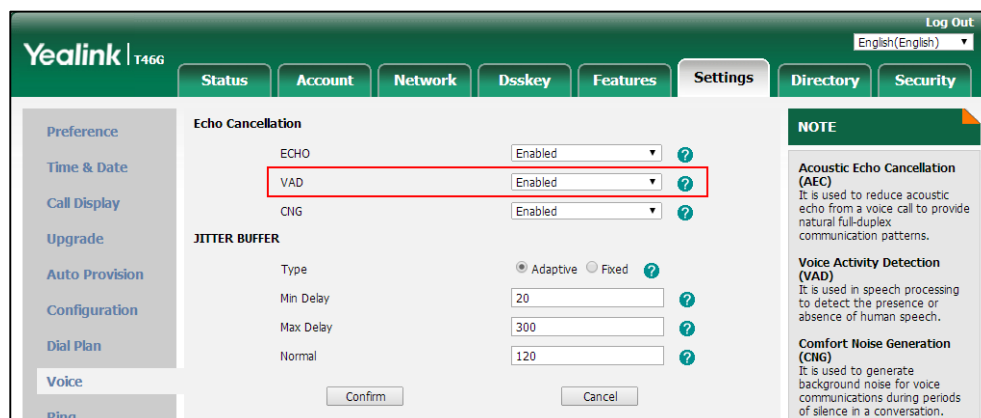 Log Out
Yealink | T46G
English(English)
Status Account Network Dsskey Features Settings Directory Security
Preference
Time & Date
Call Display
Upgrade
Auto Provision
Configuration
Dial Plan
Voice
Ring
Echo Cancellation
ECHO Enabled ?
VAD Enabled ?
CNG Enabled ?
JITTER BUFFER
Type Adaptive Fixed ?
Min Delay 20 ?
Max Delay 300 ?
Normal 120 ?
Confirm Cancel
NOTE
Acoustic Echo Cancellation
(AEC)
It is used to reduce acoustic
echo from a voice call to provide
natural full-duplex
communication patterns.
Voice Activity Detection
(VAD)
It is used in speech processing
to detect the presence or
absence of human speech.
Comfort Noise Generation
(CNG)
It is used to generate
background noise for voice
communications during periods
of silence in a conversation.